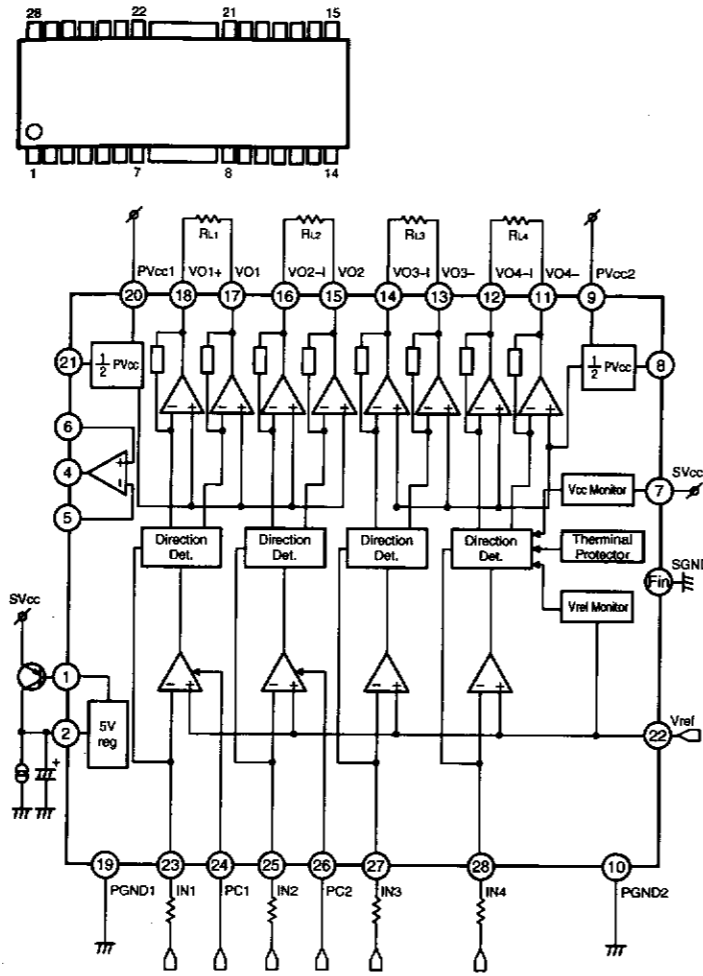 28 22 21 15
1 7 8 14
RL1 RL2 RL3 RL4
PVcc1 VO1+ VO1 VO2-I VO2 VO3-I VO3- VO4-I VO4- PVcc2
20 18 17 16 15 14 13 12 11 9
21 1/2 PVcc 1/2 PVcc 8
- + - + - + - + - + - + - + - +
6
4 + -
5
Vcc Monitor 7 SVcc
Direction Det. Direction Det. Direction Det. Direction Det. Therminal Protector
Fin SGND
Vrel Monitor
SVcc
1
- + - + - + - +
2 5V reg
+
22 Vref
19 23 24 25 26 27 28 10
PGND1 IN1 PC1 IN2 PC2 IN3 IN4 PGND2